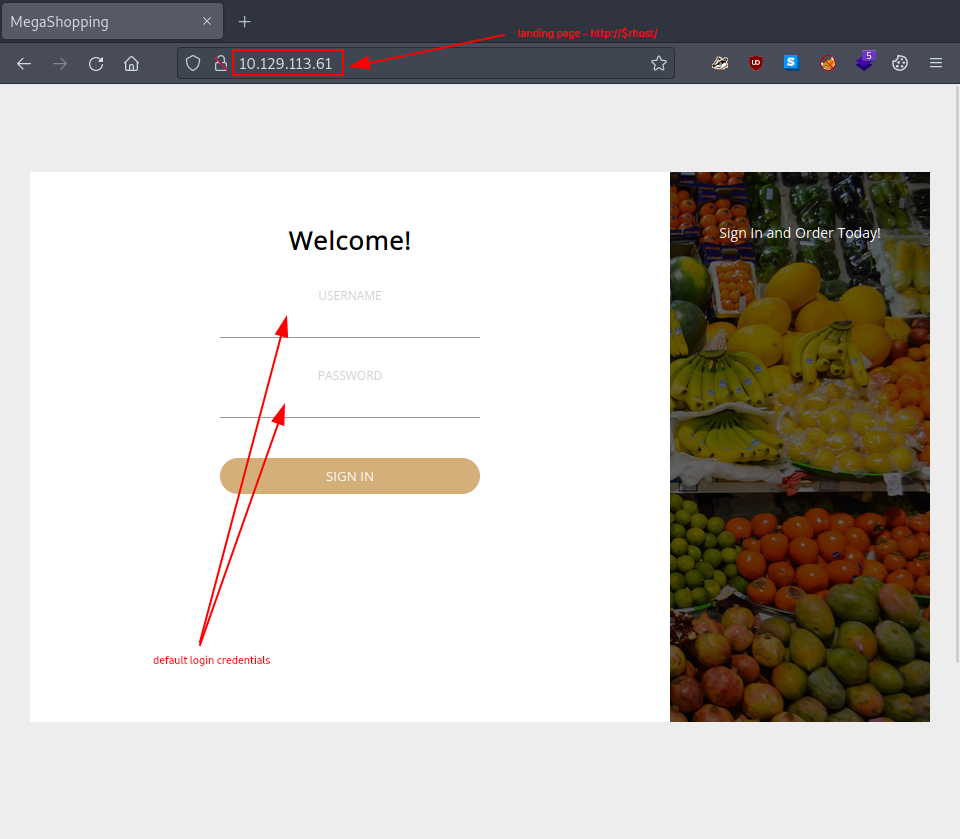 MegaShopping
landing page - http://$rhost/
10.129.113.61
5
Welcome!
USERNAME
PASSWORD
SIGN IN
Sign In and Order Today!
default login credentials